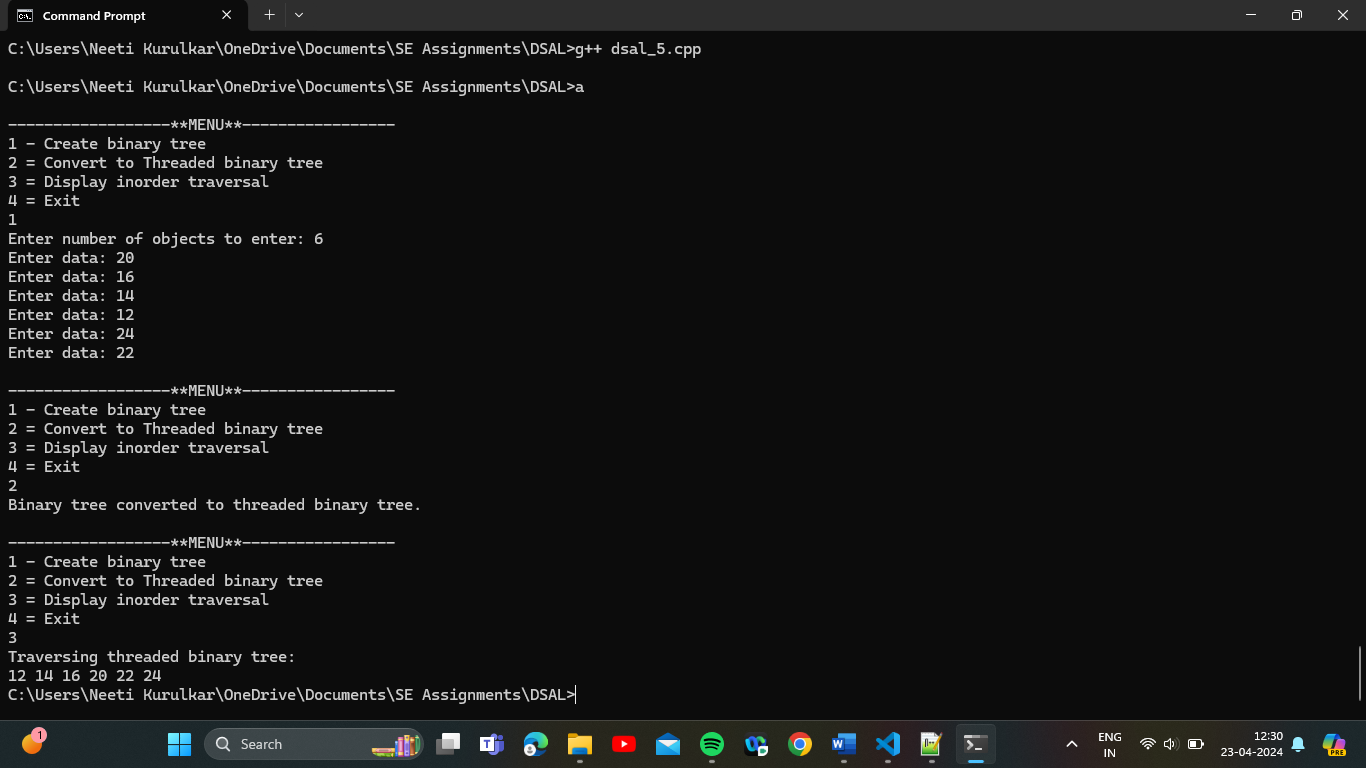 Command Prompt
C:\Users\Neeti Kurulkar\OneDrive\Documents\SE Assignments\DSAL>g++ dsal_5.cpp
C:\Users\Neeti Kurulkar\OneDrive\Documents\SE Assignments\DSAL>a
------------------**MENU**-----------------
1 - Create binary tree
2 = Convert to Threaded binary tree
3 = Display inorder traversal
4 = Exit
1
Enter number of objects to enter: 6
Enter data: 20
Enter data: 16
Enter data: 14
Enter data: 12
Enter data: 24
Enter data: 22
------------------**MENU**-----------------
1 - Create binary tree
2 = Convert to Threaded binary tree
3 = Display inorder traversal
4 = Exit
2
Binary tree converted to threaded binary tree.
------------------**MENU**-----------------
1 - Create binary tree
2 = Convert to Threaded binary tree
3 = Display inorder traversal
4 = Exit
3
Traversing threaded binary tree:
12 14 16 20 22 24
C:\Users\Neeti Kurulkar\OneDrive\Documents\SE Assignments\DSAL>
1
Search
ENG
IN
12:30
23-04-2024
PRE